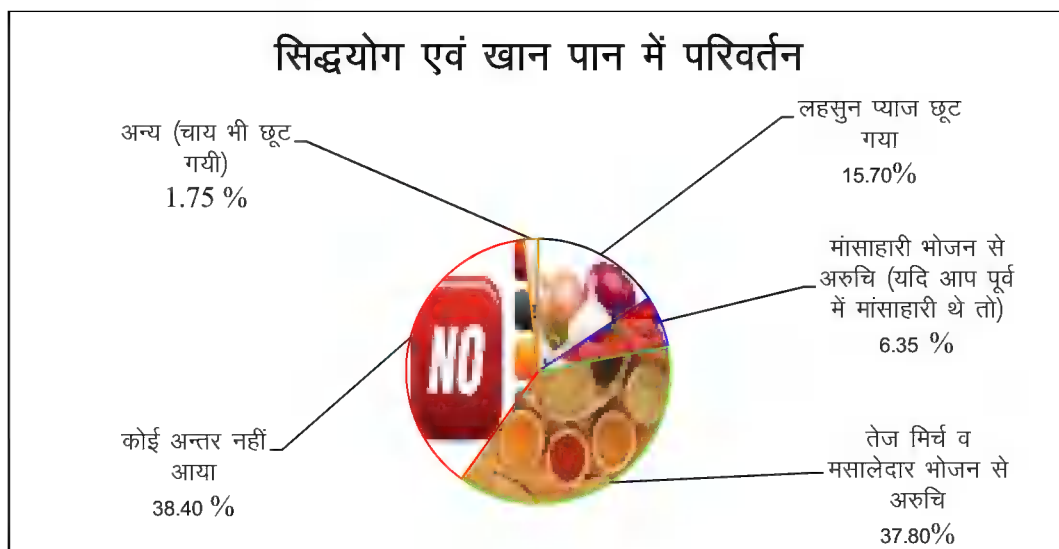 सिद्धयोग एवं खान पान में परिवर्तन
अन्य (चाय भी छूट
गयी)
1.75 %
लहसुन प्याज छूट
गया
15.70%
मांसाहारी भोजन से
अरुचि (यदि आप पूर्व
में मांसाहारी थे तो)
6.35 %
NO
कोई अन्तर नहीं
आया
38.40 %
तेज मिर्च व
मसालेदार भोजन से
अरुचि
37.80%